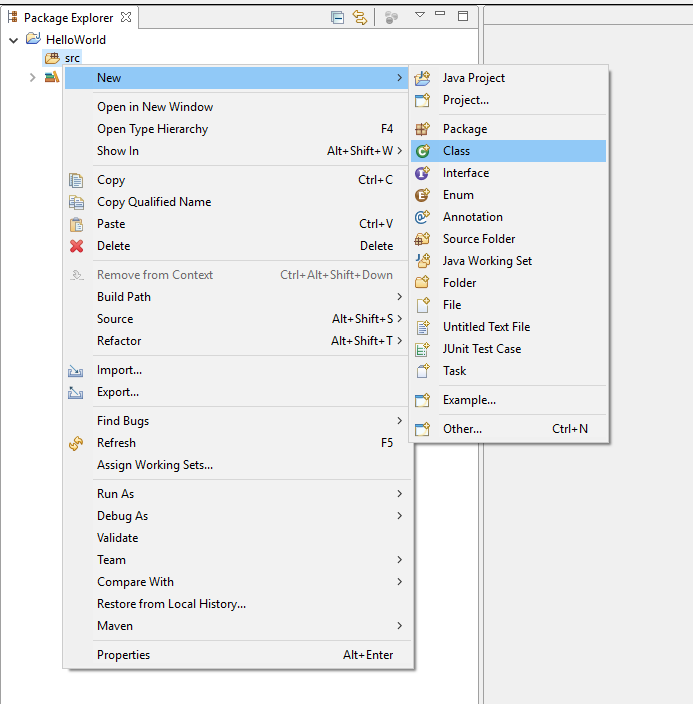 Package Explorer
HelloWorld
src
New
Open in New Window
Open Type Hierarchy F4
Show In Alt+Shift+W
Copy Ctrl+C
Copy Qualified Name
Paste Ctrl+V
Delete Delete
Remove from Context Ctrl+Alt+Shift+Down
Build Path
Source Alt+Shift+S
Refactor Alt+Shift+T
Import...
Export...
Find Bugs
Refresh F5
Assign Working Sets...
Run As
Debug As
Validate
Team
Compare With
Restore from Local History...
Maven
Properties Alt+Enter
Java Project
Project...
Package
Class
Interface
Enum
Annotation
Source Folder
Java Working Set
Folder
File
Untitled Text File
JUnit Test Case
Task
Example...
Other... Ctrl+N